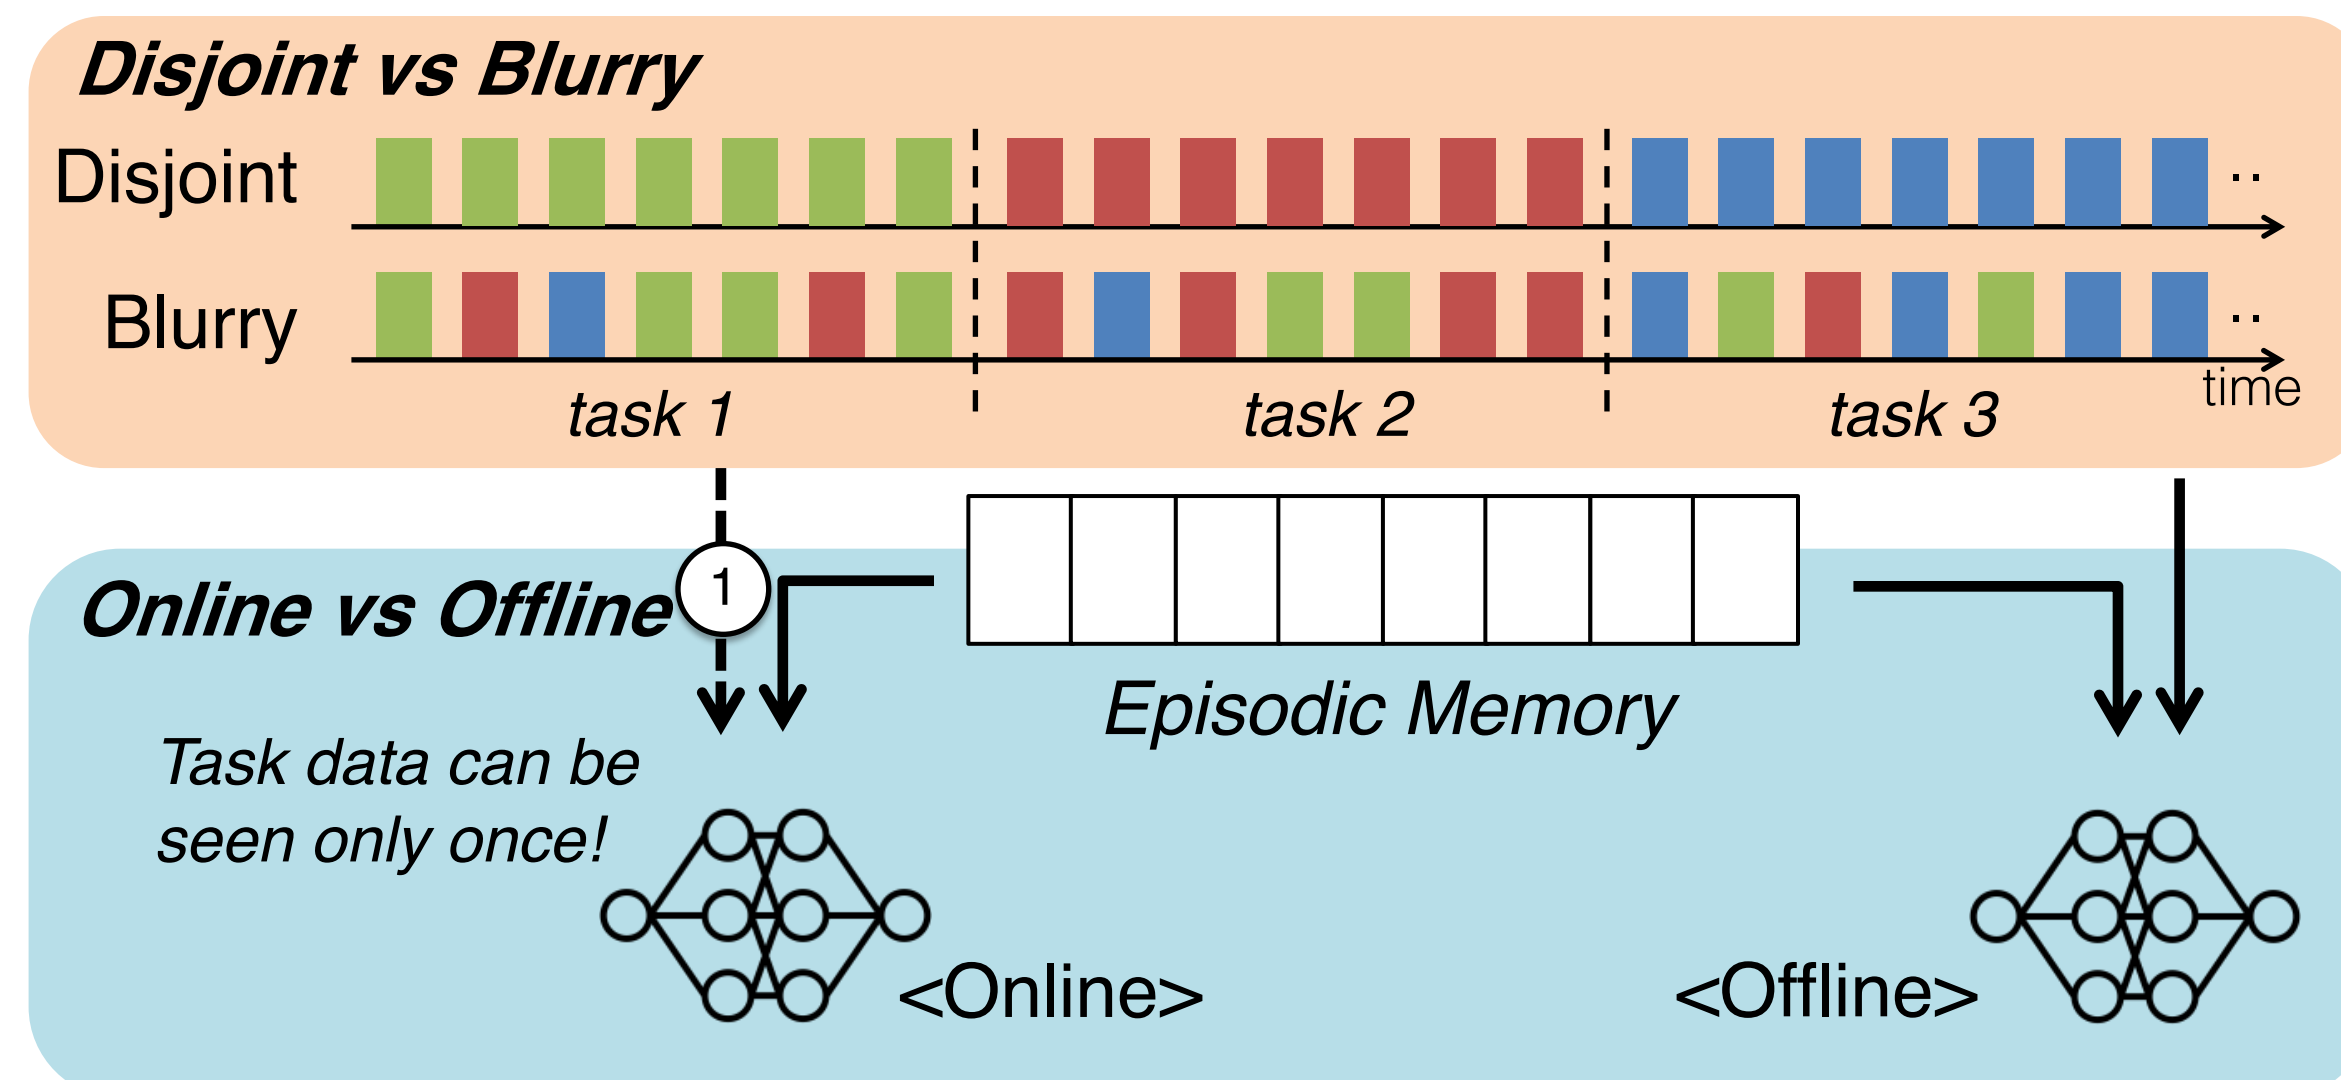 Disjoint vs Blurry
Disjoint
..
Blurry
..
time
task 1
task 2
task 3
1
Online vs Offline
Episodic Memory
Task data can be
seen only once!
<Online>
<Offline>